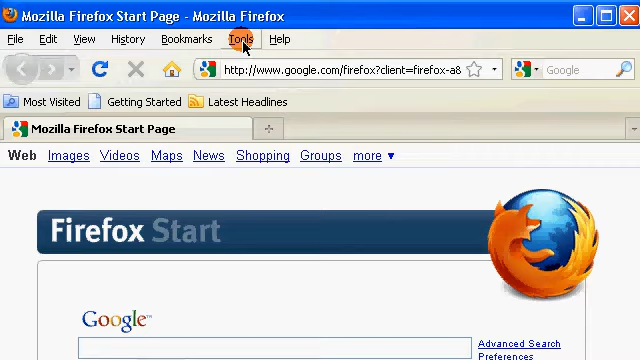 Mozilla Firefox Start Page - Mozilla Firefox
File Edit View History Bookmarks Tools Help
http://www.google.com/firefox?client=firefox-a& Google
Most Visited Getting Started Latest Headlines
Mozilla Firefox Start Page
Web Images Videos Maps News Shopping Groups more ▼
Firefox Start
Google™
Advanced Search
Preferences